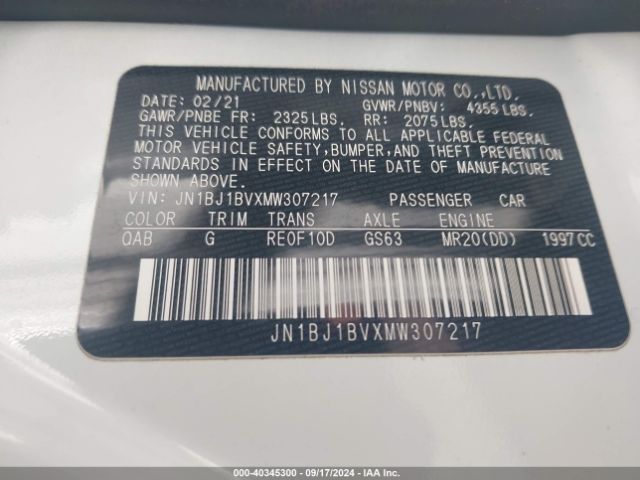 MANUFACTURED BY NISSAN MOTOR CO.,LTD.
DATE: 02/21 GVWR/PNBV: 4355 LBS.
GAWR/PNBE FR: 2325 LBS. RR: 2075 LBS.
THIS VEHICLE CONFORMS TO ALL APPLICABLE FEDERAL
MOTOR VEHICLE SAFETY, BUMPER, AND THEFT PREVENTION
STANDARDS IN EFFECT ON THE DATE OF MANUFACTURE
SHOWN ABOVE.
VIN: JN1BJ1BVXMW307217 PASSENGER CAR
COLOR TRIM TRANS AXLE ENGINE
QAB G RE0F10D GS63 MR20(DD) 1997CC
JN1BJ1BVXMW307217
000-40345300 - 09/17/2024 - IAA Inc.